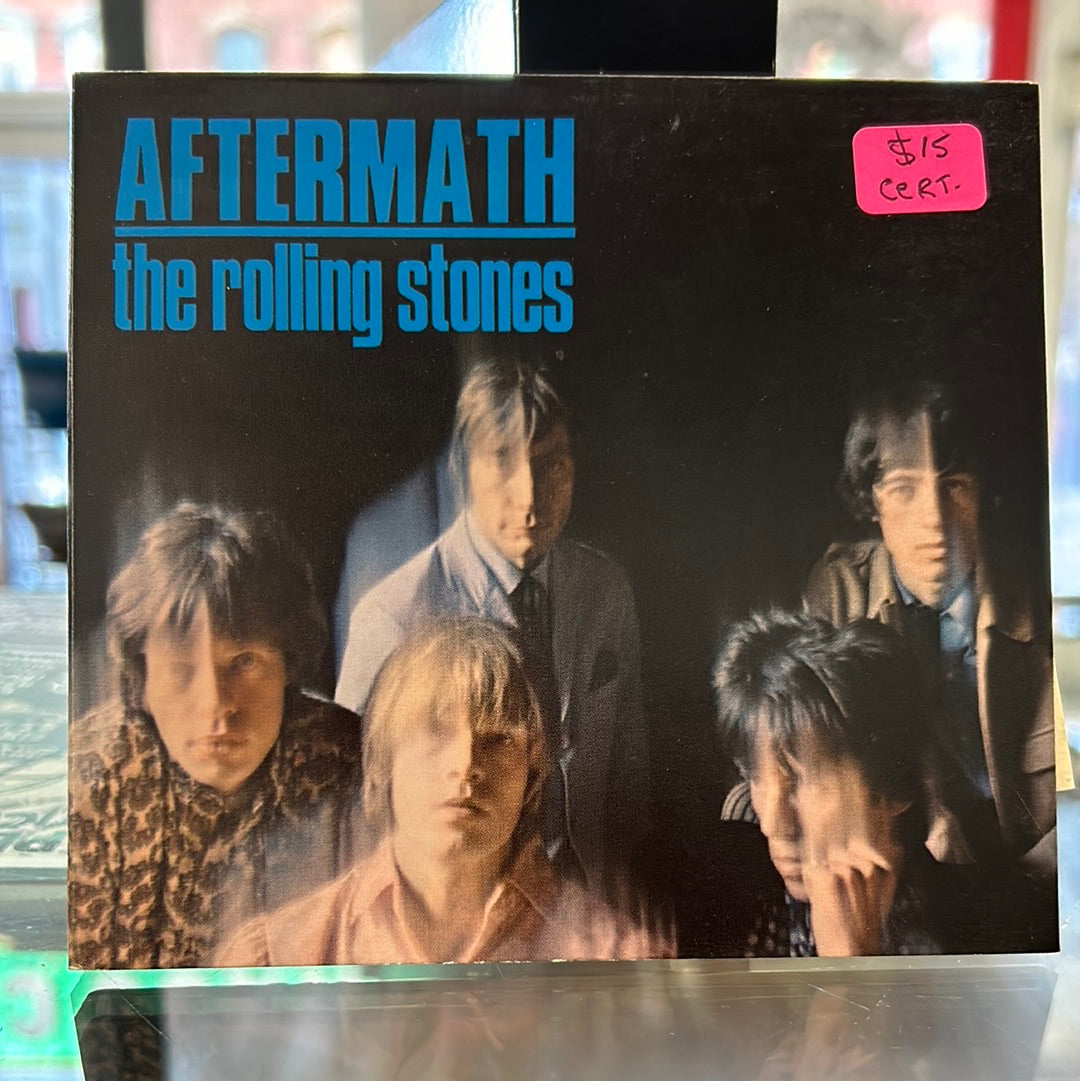 AFTERMATH
the rolling stones
$15
CERT.